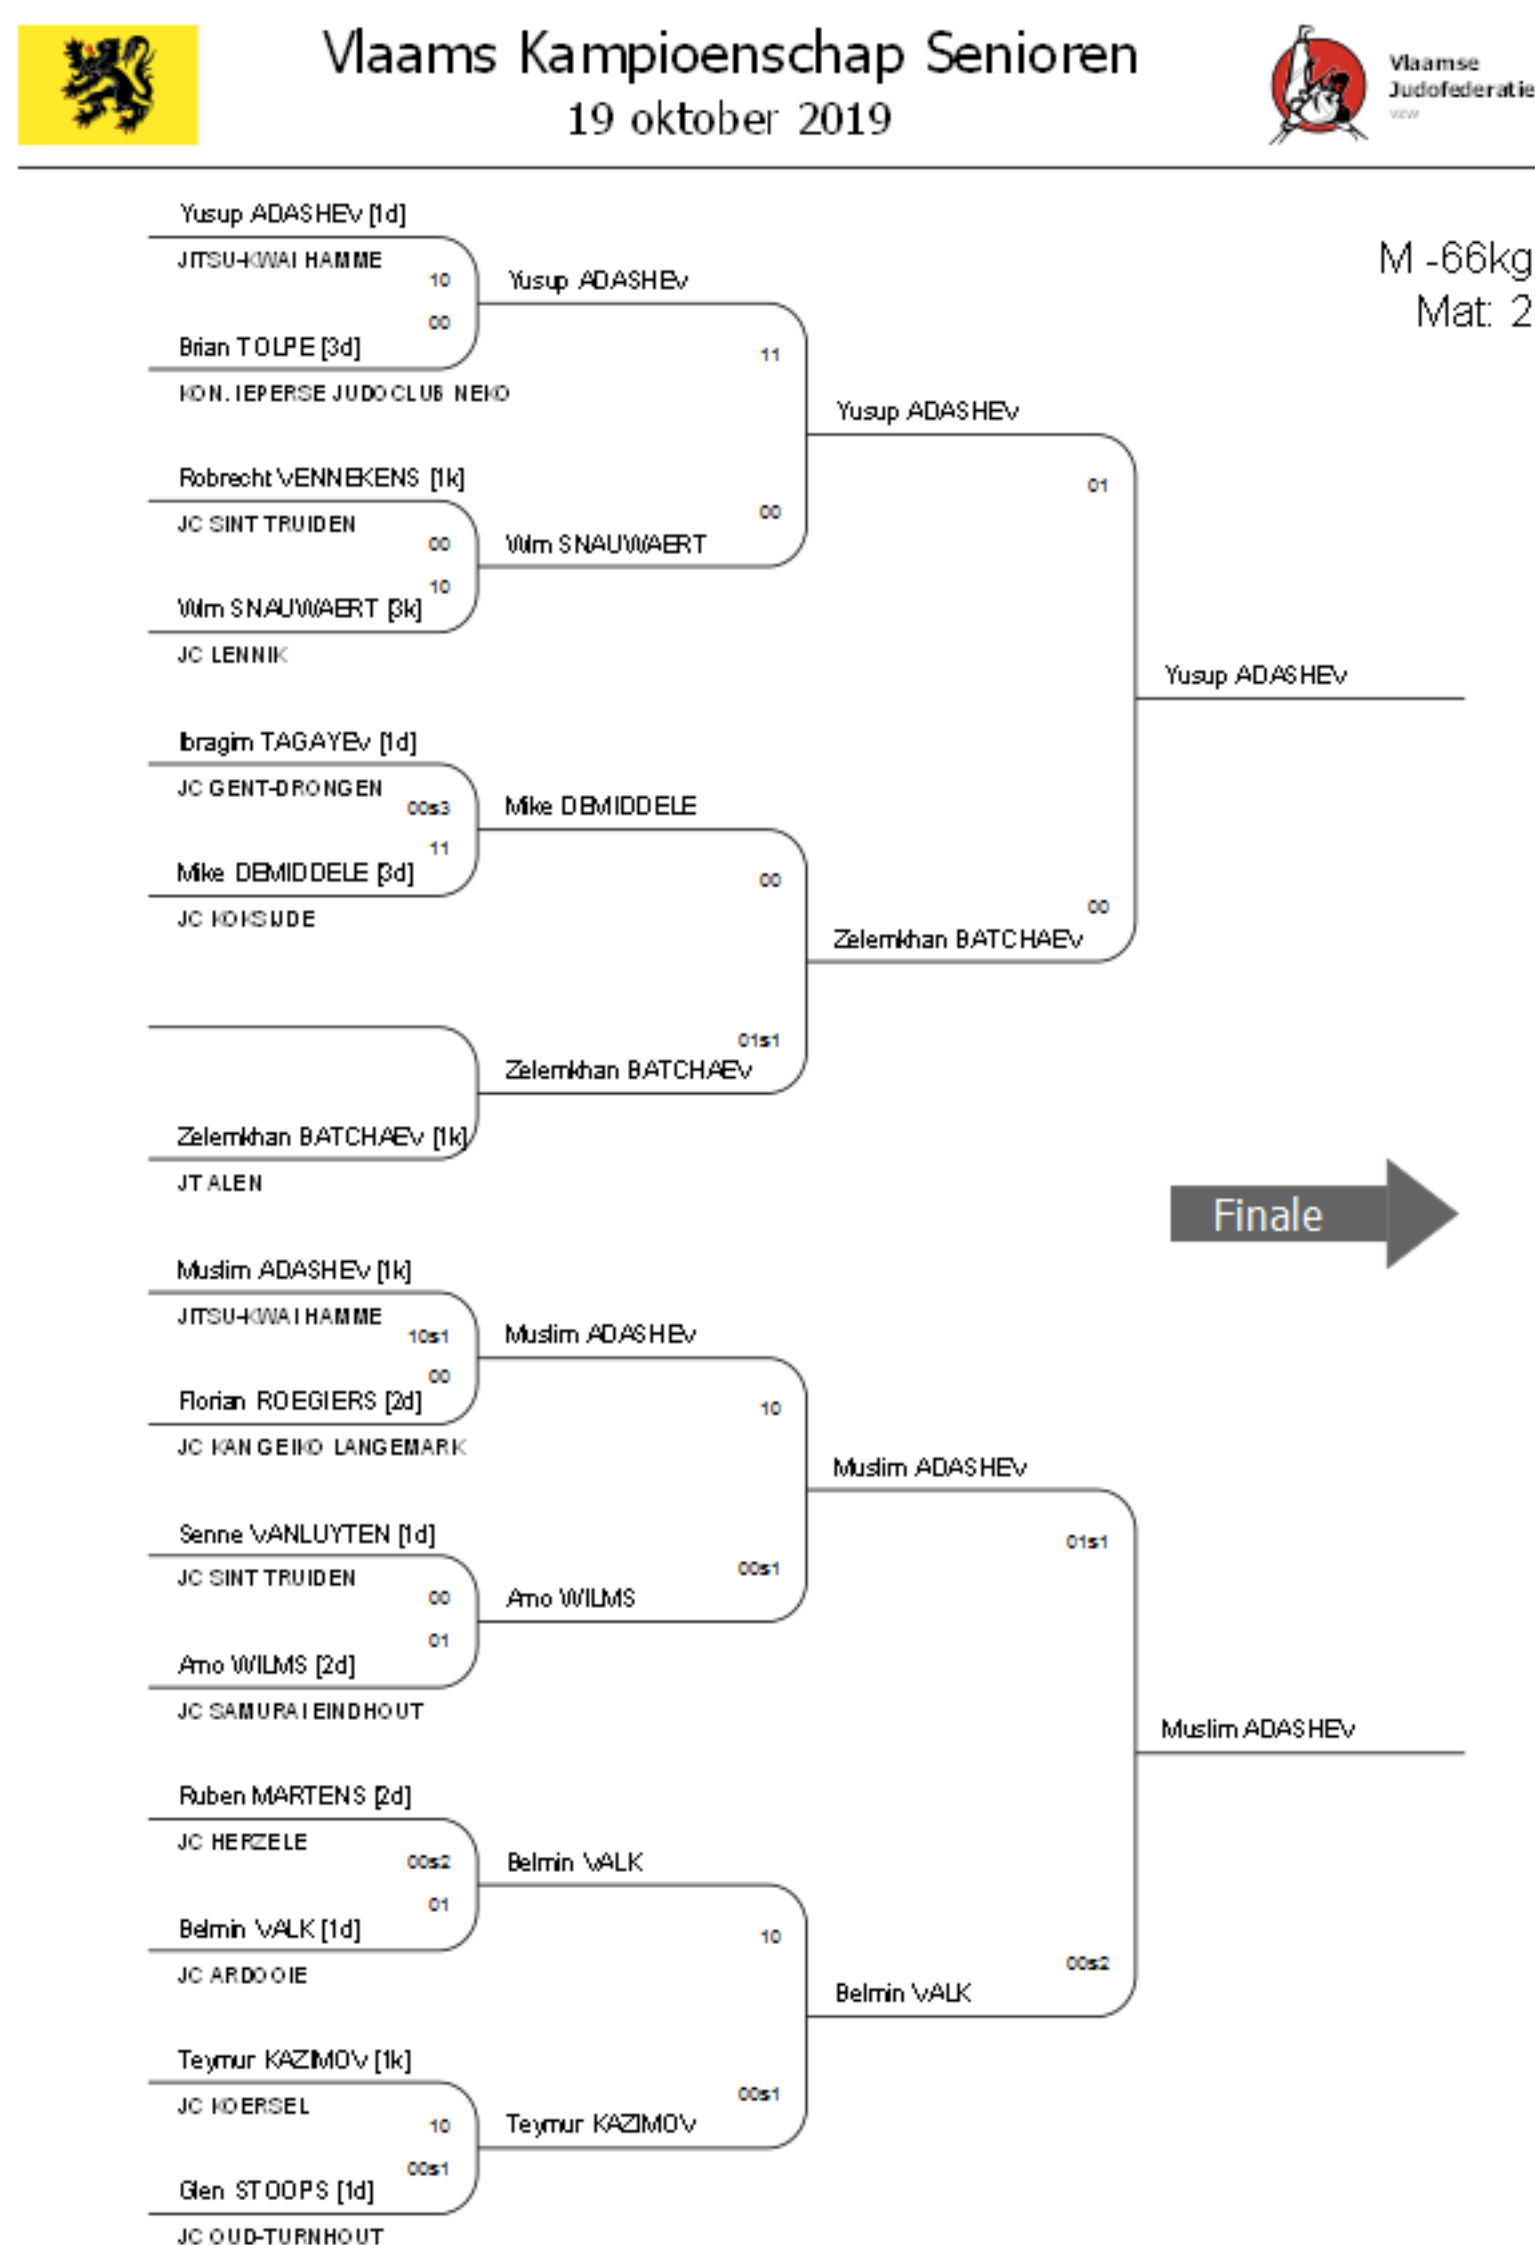 Vlaams Kampioenschap Senioren
19 oktober 2019
Vlaamse
Judofederatie
vzw
M -66kg
Mat: 2
Yusup ADASHEV [1d]
JITSU-KWAI HAMME
10
Yusup ADASHEV
00
Brian TOLPE [3d]
KON. IEPERSE JUDOCLUB NEKO
11
Yusup ADASHEV
Robrecht VENNEKENS [1k]
JC SINT TRUIDEN
00
00
Wim SNAUWAERT
10
Wim SNAUWAERT [3k]
JC LENNIK
01
Yusup ADASHEV
Ibragim TAGAYEV [1d]
JC GENT-DRONGEN
00s3
Mike DEMIDDELE
11
Mike DEMIDDELE [3d]
JC KOKSIJDE
00
00
Zelemkhan BATCHAEV
01s1
Zelemkhan BATCHAEV
Zelemkhan BATCHAEV [1k]
JT ALEN
Finale
Muslim ADASHEV [1k]
JITSU-KWAI HAMME
10s1
Muslim ADASHEV
00
Florian ROEGIERS [2d]
JC KAN GEIKO LANGEMARK
10
Muslim ADASHEV
Senne VANLUYTEN [1d]
JC SINT TRUIDEN
00
00s1
Arno WILMS
01
Arno WILMS [2d]
JC SAMURAI EINDHOUT
01s1
Muslim ADASHEV
Ruben MARTENS [2d]
JC HERZELE
00s2
Belmin VALK
01
Belmin VALK [1d]
JC ARDOOIE
10
00s2
Belmin VALK
Teymur KAZIMOV [1k]
JC KOERSEL
10
00s1
Teymur KAZIMOV
00s1
Glen STOOPS [1d]
JC OUD-TURNHOUT